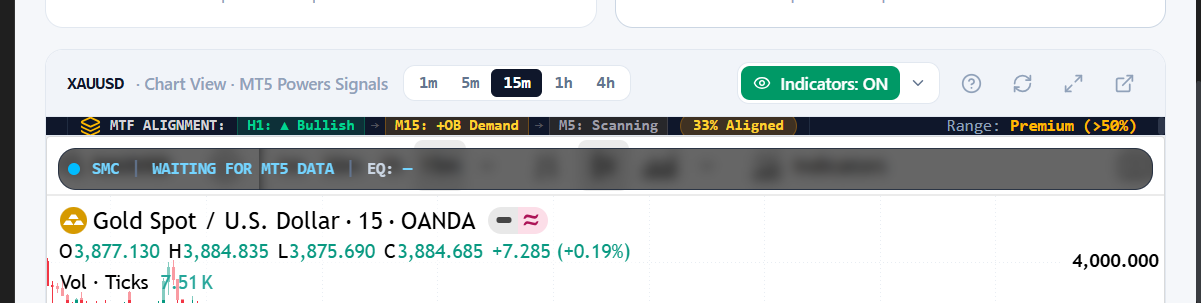 XAUUSD · Chart View · MT5 Powers Signals 1m 5m 15m 1h 4h Indicators: ON
MTF ALIGNMENT: H1: ▲ Bullish → M15: +OB Demand → M5: Scanning 33% Aligned Range: Premium (>50%)
SMC | WAITING FOR MT5 DATA | EQ: —
Gold Spot / U.S. Dollar · 15 · OANDA
O3,877.130 H3,884.835 L3,875.690 C3,884.685 +7.285 (+0.19%)
4,000.000
Vol · Ticks 7.51K